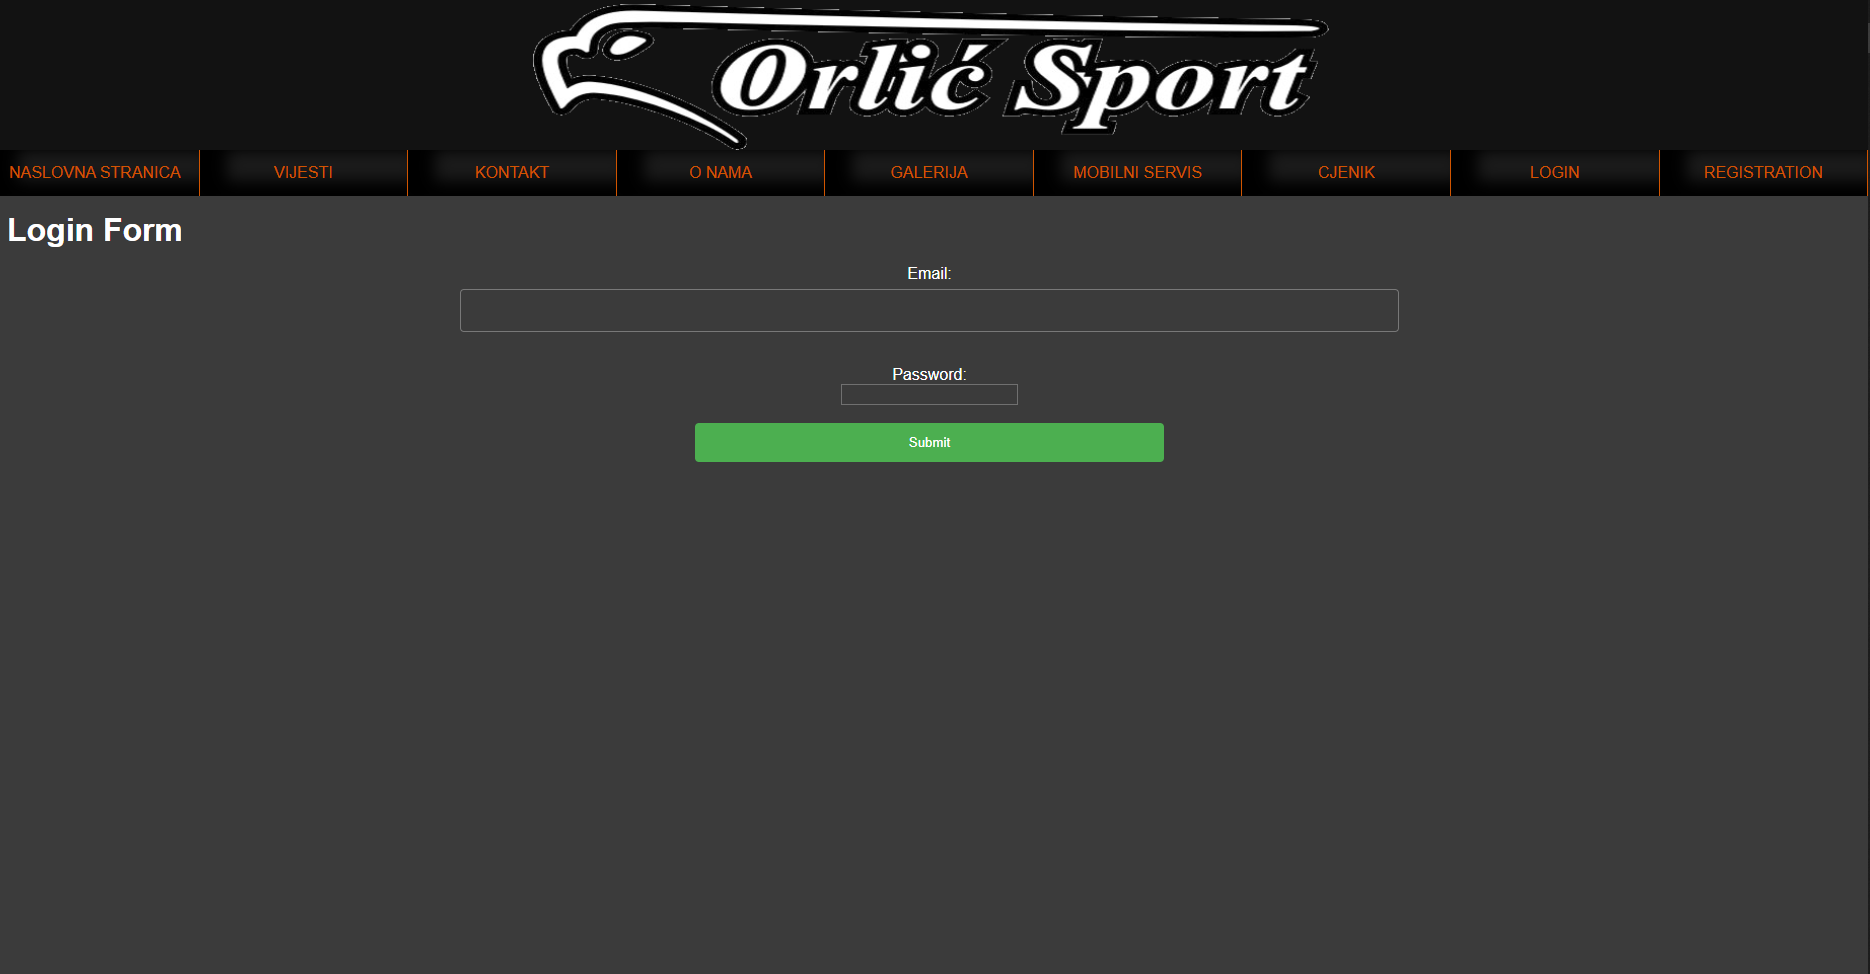 Orlić Sport
NASLOVNA STRANICA
VIJESTI
KONTAKT
O NAMA
GALERIJA
MOBILNI SERVIS
CJENIK
LOGIN
REGISTRATION
Login Form
Email:
Password:
Submit